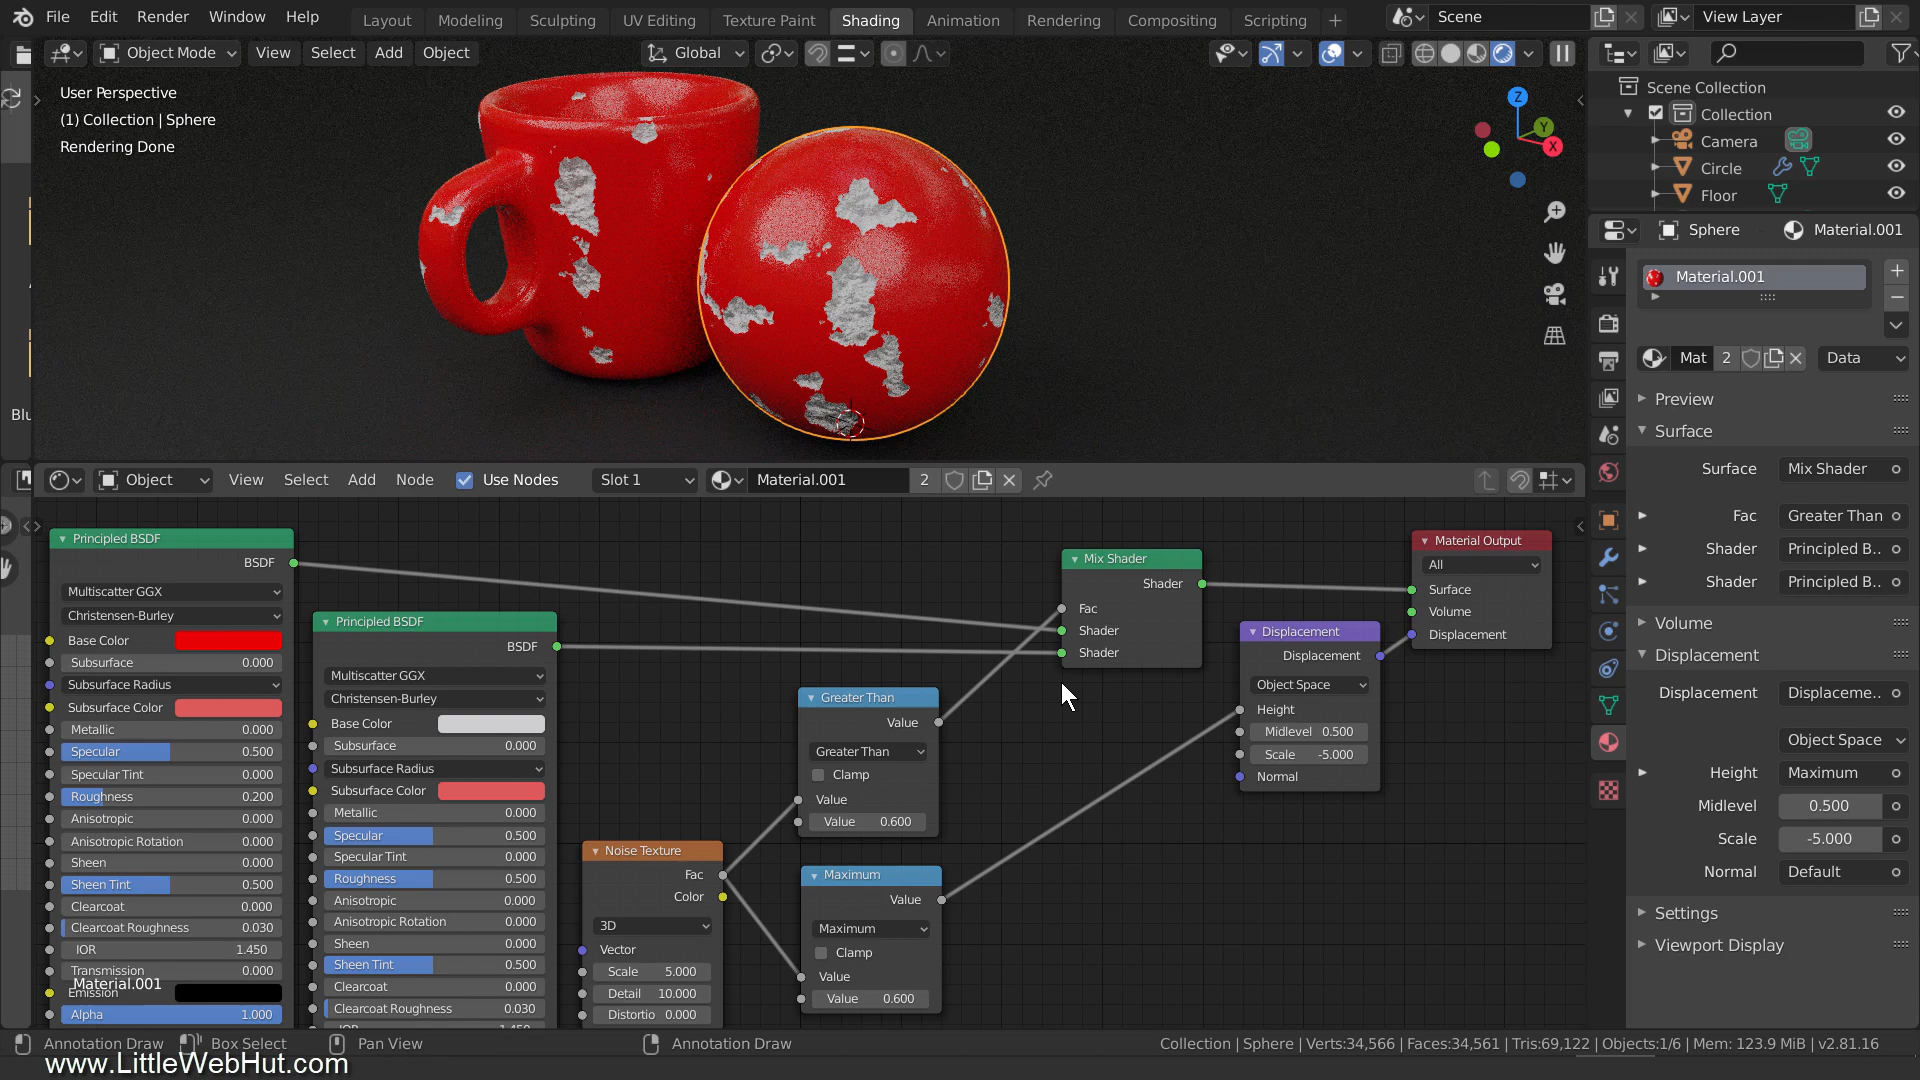 File Edit Render Window Help Layout Modeling Sculpting UV Editing Texture Paint Shading Animation Rendering Compositing Scripting Scene View Layer
Object Mode View Select Add Object Global
User Perspective
(1) Collection | Sphere
Rendering Done
Z
Y
X
Scene Collection
Collection
Camera
Circle
Floor
Sphere Material.001
Material.001
Mat 2 Data
Preview
Surface
Surface Mix Shader
Fac Greater Than
Shader Principled B..
Shader Principled B..
Volume
Displacement
Displacement Displaceme..
Object Space
Height Maximum
Midlevel 0.500
Scale -5.000
Normal Default
Settings
Viewport Display
Blu
Object View Select Add Node Use Nodes Slot 1 Material.001 2
Principled BSDF
BSDF
Multiscatter GGX
Christensen-Burley
Base Color
Subsurface 0.000
Subsurface Radius
Subsurface Color
Metallic 0.000
Specular 0.500
Specular Tint 0.000
Roughness 0.200
Anisotropic 0.000
Anisotropic Rotation 0.000
Sheen 0.000
Sheen Tint 0.500
Clearcoat 0.000
Clearcoat Roughness 0.030
IOR 1.450
Transmission 0.000
Emission
Alpha 1.000
Material.001
Principled BSDF
BSDF
Multiscatter GGX
Christensen-Burley
Base Color
Subsurface 0.000
Subsurface Radius
Subsurface Color
Metallic 0.000
Specular 0.500
Specular Tint 0.000
Roughness 0.500
Anisotropic 0.000
Anisotropic Rotation 0.000
Sheen 0.000
Sheen Tint 0.500
Clearcoat 0.000
Clearcoat Roughness 0.030
IOR 1.450
Noise Texture
Fac
Color
3D
Vector
Scale 5.000
Detail 10.000
Distortio 0.000
Greater Than
Value
Greater Than
Clamp
Value
Value 0.600
Maximum
Value
Maximum
Clamp
Value
Value 0.600
Mix Shader
Shader
Fac
Shader
Shader
Displacement
Displacement
Object Space
Height
Midlevel 0.500
Scale -5.000
Normal
Material Output
All
Surface
Volume
Displacement
Annotation Draw Box Select Pan View Annotation Draw Collection | Sphere | Verts:34,566 | Faces:34,561 | Tris:69,122 | Objects:1/6 | Mem: 123.9 MiB | v2.81.16
www.LittleWebHut.com